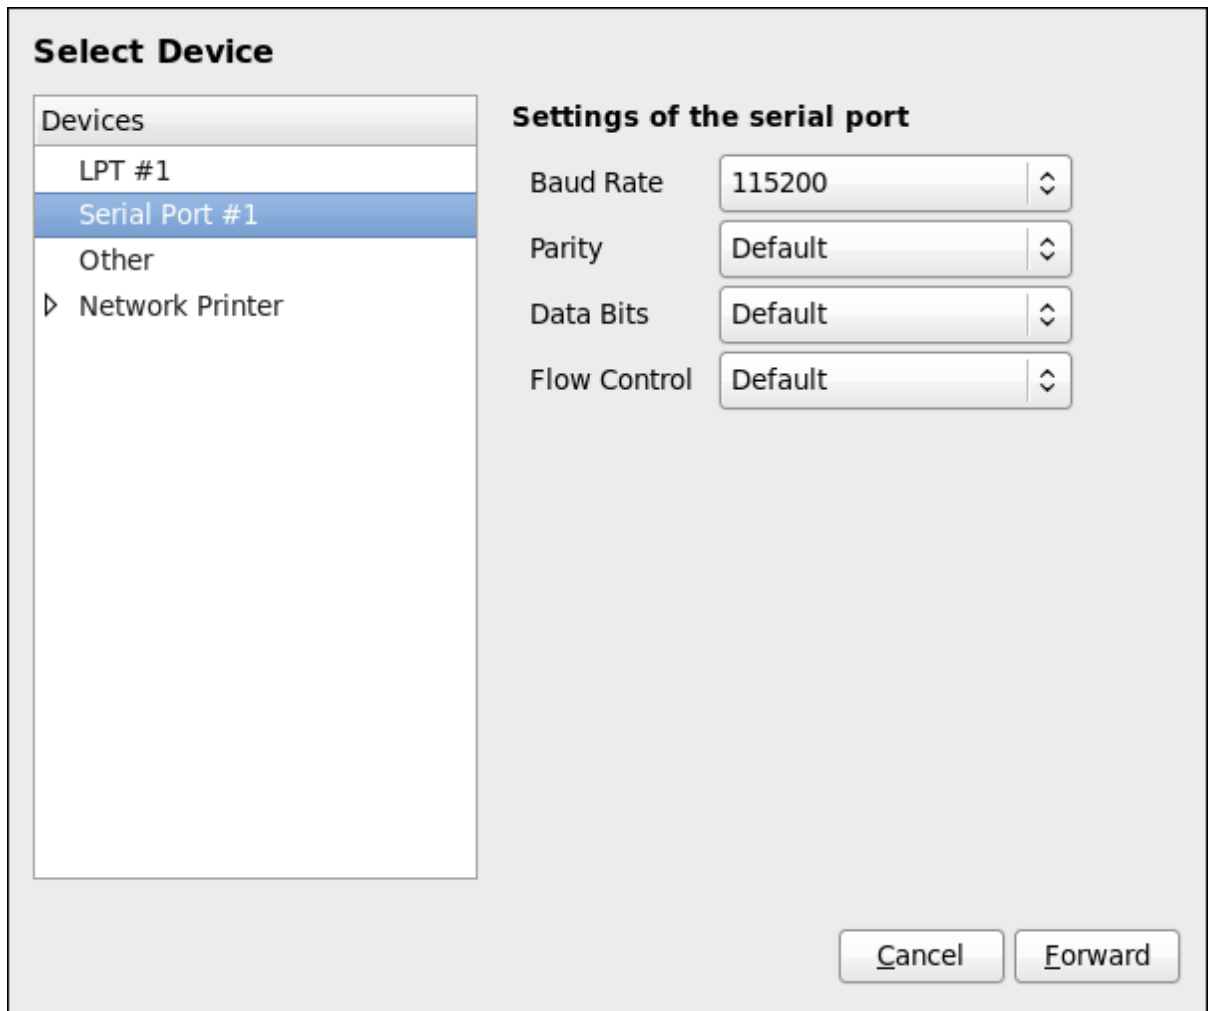 Select Device
Devices
LPT #1
Serial Port #1
Other
Network Printer
Settings of the serial port
Baud Rate 115200
Parity Default
Data Bits Default
Flow Control Default
Cancel Forward